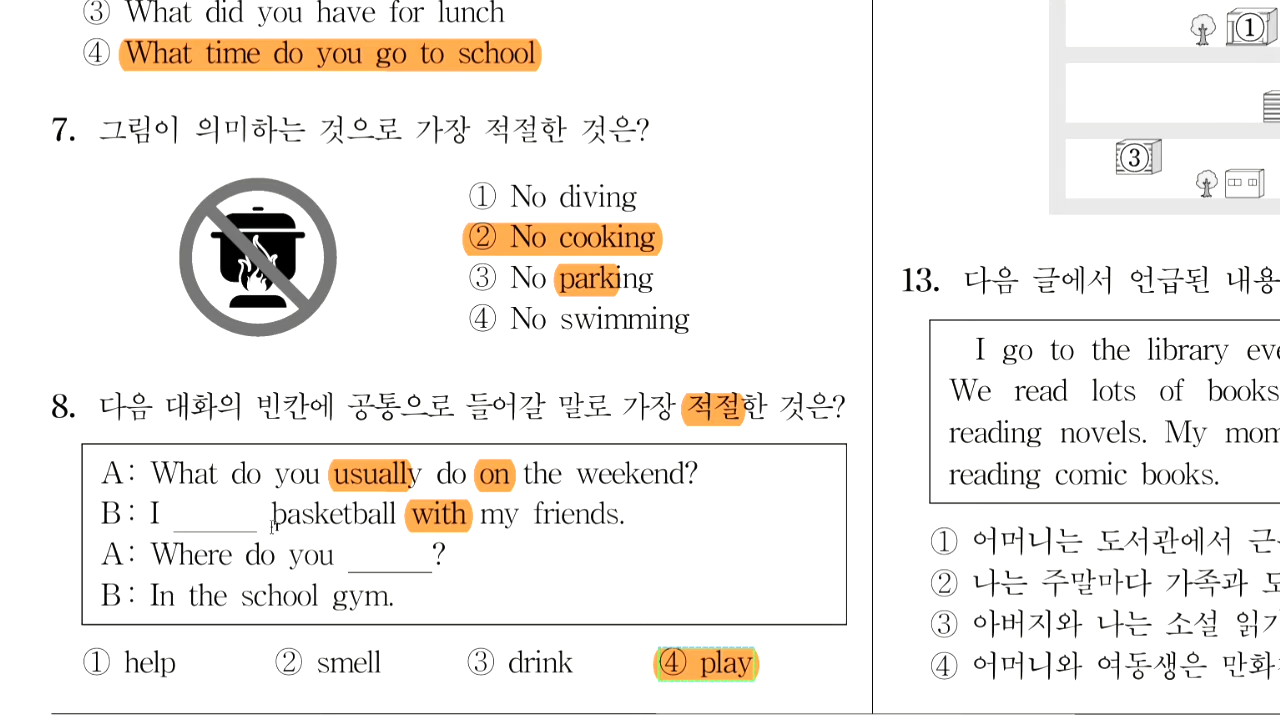 ③ What did you have for lunch
④ What time do you go to school
7. 그림이 의미하는 것으로 가장 적절한 것은?
① No diving
② No cooking
③ No parking
④ No swimming
8. 다음 대화의 빈칸에 공통으로 들어갈 말로 가장 적절한 것은?
A: What do you usually do on the weekend?
B: I ______ basketball with my friends.
A: Where do you ______?
B: In the school gym.
① help ② smell ③ drink ④ play
①
③
13. 다음 글에서 언급된 내용
I go to the library
We read lots of books
reading novels. My mom
reading comic books.
① 어머니는 도서관에서
② 나는 주말마다 가족과
③ 아버지와 나는 소설
④ 어머니와 여동생은